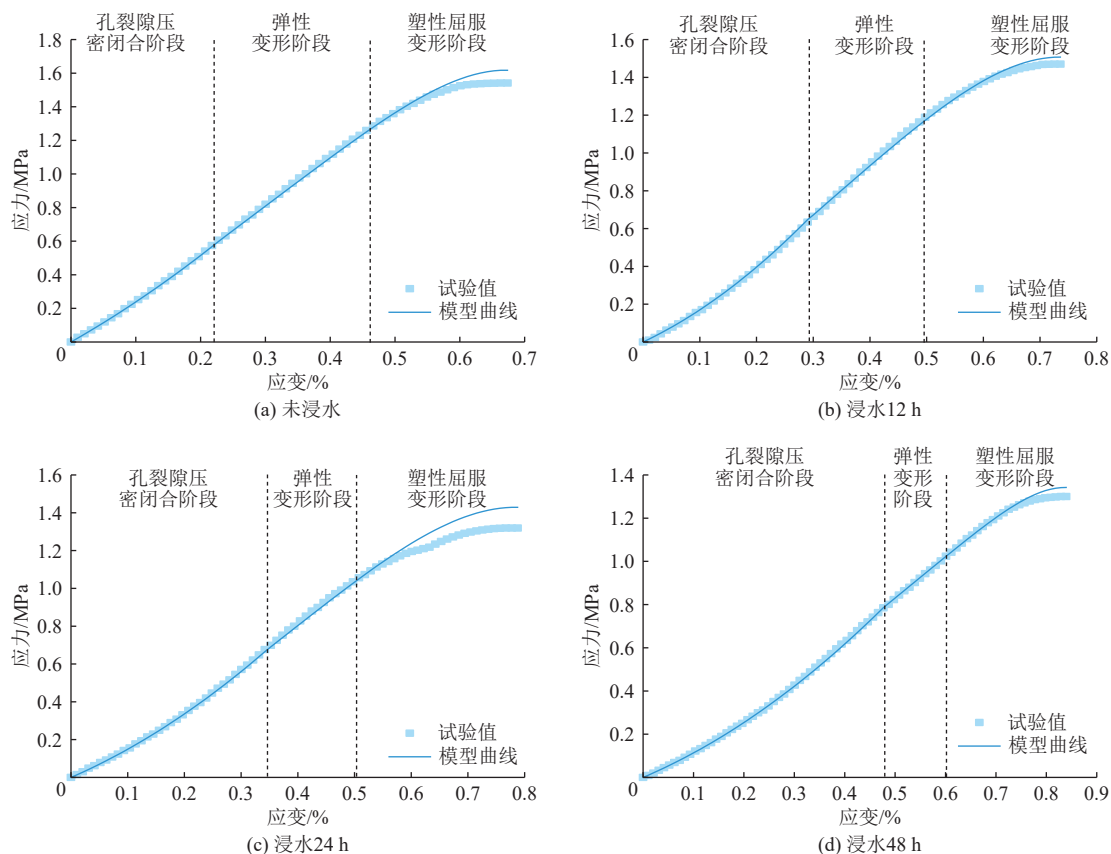 孔裂隙压
密闭合阶段
弹性
变形阶段
塑性屈服
变形阶段
1.8
1.6
1.4
1.2
1.0
0.8
0.6
0.4
0.2
0
0.1
0.2
0.3
0.4
0.5
0.6
0.7
应力/MPa
试验值
模型曲线
应变/%
(a) 未浸水
孔裂隙压
密闭合阶段
弹性
变形阶段
塑性屈服
变形阶段
1.6
1.4
1.2
1.0
0.8
0.6
0.4
0.2
0
0.1
0.2
0.3
0.4
0.5
0.6
0.7
0.8
应力/MPa
试验值
模型曲线
应变/%
(b) 浸水12 h
孔裂隙压
密闭合阶段
弹性
变形阶段
塑性屈服
变形阶段
1.6
1.4
1.2
1.0
0.8
0.6
0.4
0.2
0
0.1
0.2
0.3
0.4
0.5
0.6
0.7
0.8
应力/MPa
试验值
模型曲线
应变/%
(c) 浸水24 h
孔裂隙压
密闭合阶段
弹性
变形
阶段
塑性屈服
变形阶段
1.4
1.2
1.0
0.8
0.6
0.4
0.2
0
0.1
0.2
0.3
0.4
0.5
0.6
0.7
0.8
0.9
应力/MPa
试验值
模型曲线
应变/%
(d) 浸水48 h